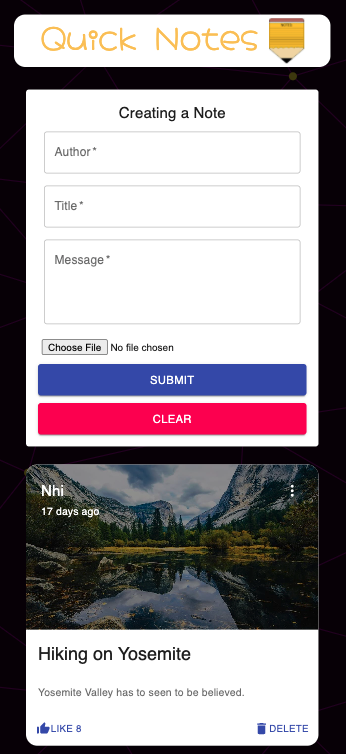 Quick Notes
Creating a Note
Author *
Title *
Message *
Choose File No file chosen
SUBMIT
CLEAR
Nhi
17 days ago
Hiking on Yosemite
Yosemite Valley has to seen to be believed.
LIKE 8 DELETE